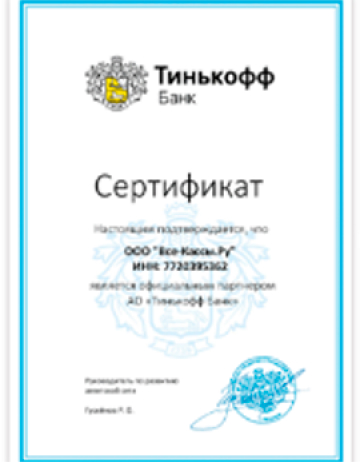 Тинькофф
Банк
Сертификат
Настоящим подтверждается, что
ООО "Все-Кассы.Ру"
ИНН: 7720395362
является официальным партнером
АО «Тинькофф Банк»
Руководитель по развитию
агентской сети